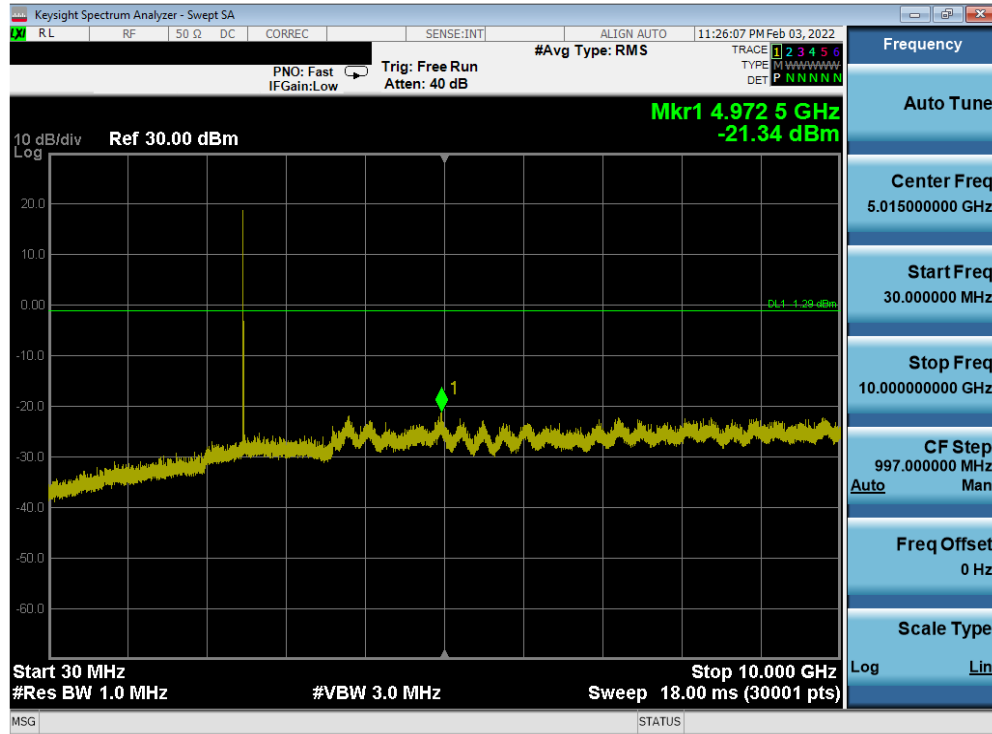 Keysight Spectrum Analyzer - Swept SA
LXI RL RF 50 Ω DC CORREC SENSE:INT ALIGN AUTO 11:26:07 PM Feb 03, 2022
PNO: Fast
IFGain:Low
Trig: Free Run
Atten: 40 dB
#Avg Type: RMS
TRACE 1 2 3 4 5 6
TYPE M WWWWW
DET P N N N N N
Mkr1 4.972 5 GHz
-21.34 dBm
10 dB/div
Log
Ref 30.00 dBm
20.0
10.0
0.00
-10.0
-20.0
-30.0
-40.0
-50.0
-60.0
DL1 -1.29 dBm
1
Start 30 MHz
Stop 10.000 GHz
#Res BW 1.0 MHz
#VBW 3.0 MHz
Sweep 18.00 ms (30001 pts)
MSG
STATUS
Frequency
Auto Tune
Center Freq
5.015000000 GHz
Start Freq
30.000000 MHz
Stop Freq
10.000000000 GHz
CF Step
997.000000 MHz
Auto Man
Freq Offset
0 Hz
Scale Type
Log Lin